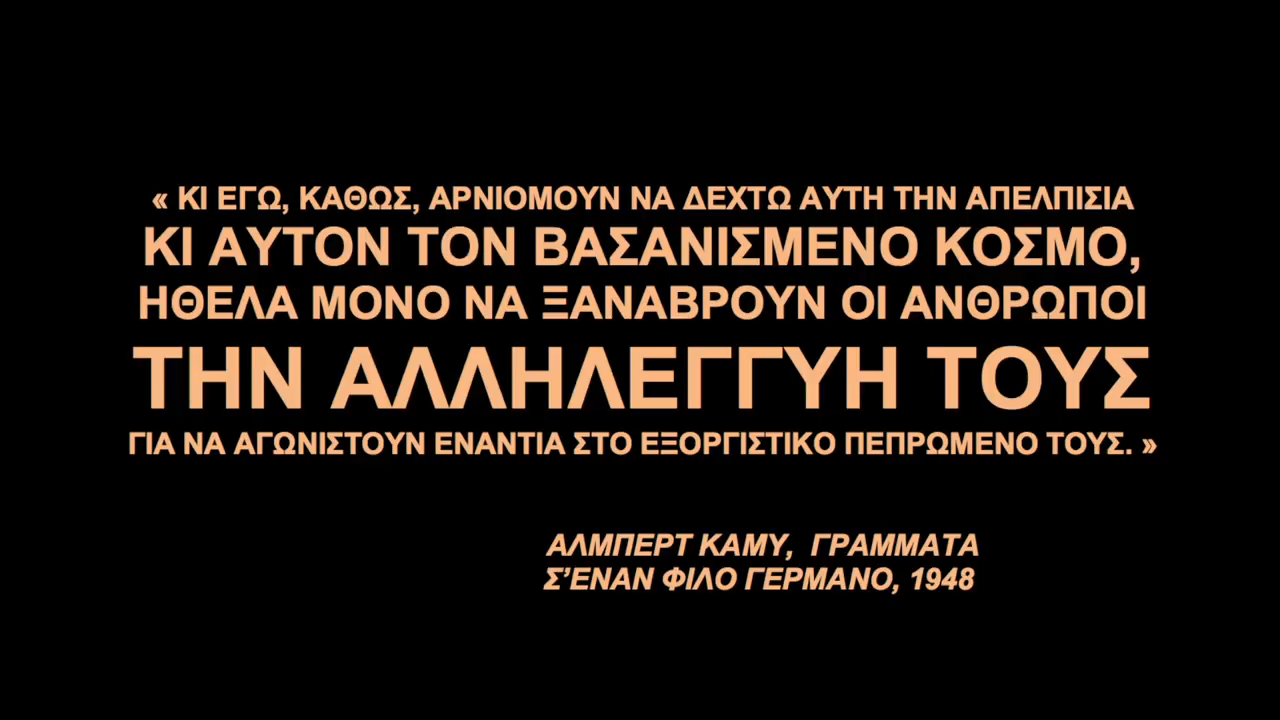 « ΚΙ ΕΓΩ, ΚΑΘΩΣ, ΑΡΝΙΟΜΟΥΝ ΝΑ ΔΕΧΤΩ ΑΥΤΗ ΤΗΝ ΑΠΕΛΠΙΣΙΑ
ΚΙ ΑΥΤΟΝ ΤΟΝ ΒΑΣΑΝΙΣΜΕΝΟ ΚΟΣΜΟ,
ΗΘΕΛΑ ΜΟΝΟ ΝΑ ΞΑΝΑΒΡΟΥΝ ΟΙ ΑΝΘΡΩΠΟΙ
ΤΗΝ ΑΛΛΗΛΕΓΓΥΗ ΤΟΥΣ
ΓΙΑ ΝΑ ΑΓΩΝΙΣΤΟΥΝ ΕΝΑΝΤΙΑ ΣΤΟ ΕΞΟΡΓΙΣΤΙΚΟ ΠΕΠΡΩΜΕΝΟ ΤΟΥΣ. »
ΑΛΜΠΕΡΤ ΚΑΜΥ, ΓΡΑΜΜΑΤΑ
Σ’ΕΝΑΝ ΦΙΛΟ ΓΕΡΜΑΝΟ, 1948